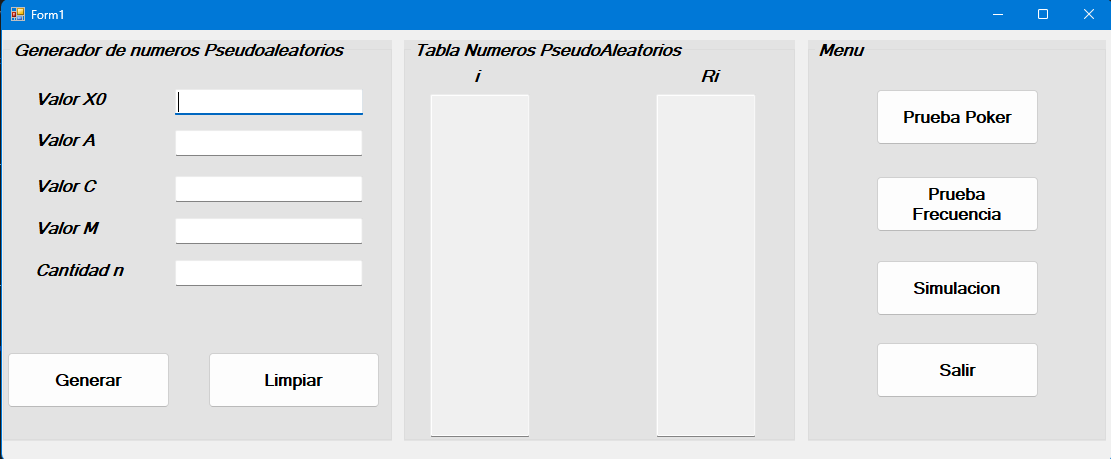 Form1
Generador de numeros Pseudoaleatorios
Valor X0
Valor A
Valor C
Valor M
Cantidad n
Generar
Limpiar
Tabla Numeros PseudoAleatorios
i
Ri
Menu
Prueba Poker
Prueba
Frecuencia
Simulacion
Salir